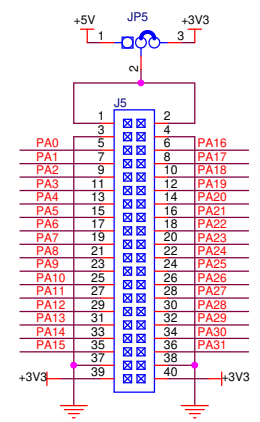 JP5
+5V +3V3
1 3
2
J5
1 2
3 4
PA0 5 6 PA16
PA1 7 8 PA17
PA2 9 10 PA18
PA3 11 12 PA19
PA4 13 14 PA20
PA5 15 16 PA21
PA6 17 18 PA22
PA7 19 20 PA23
PA8 21 22 PA24
PA9 23 24 PA25
PA10 25 26 PA26
PA11 27 28 PA27
PA12 29 30 PA28
PA13 31 32 PA29
PA14 33 34 PA30
PA15 35 36 PA31
37 38
+3V3 39 40 +3V3